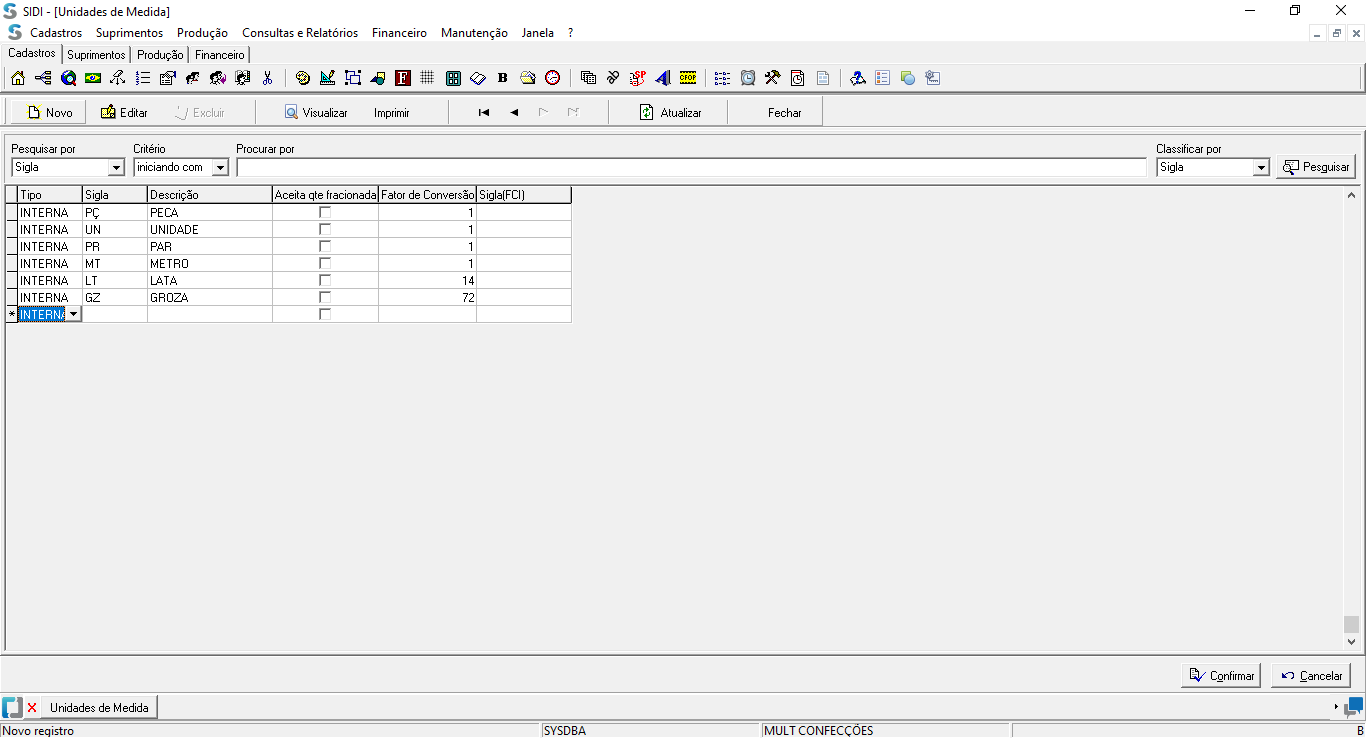 SIDI - [Unidades de Medida]
Cadastros Suprimentos Produção Consultas e Relatórios Financeiro Manutenção Janela ?
Cadastros Suprimentos Produção Financeiro
F B SP CFOP
Novo Editar Excluir Visualizar Imprimir Atualizar Fechar
Pesquisar por Critério Procurar por Classificar por
Sigla iniciando com Sigla Pesquisar
Tipo Sigla Descrição Aceita qte fracionada Fator de Conversão Sigla(FCI)
INTERNA PÇ PECA 1
INTERNA UN UNIDADE 1
INTERNA PR PAR 1
INTERNA MT METRO 1
INTERNA LT LATA 14
INTERNA GZ GROZA 72
* INTERNA
Confirmar Cancelar
Unidades de Medida
Novo registro SYSDBA MULT CONFECÇÕES B